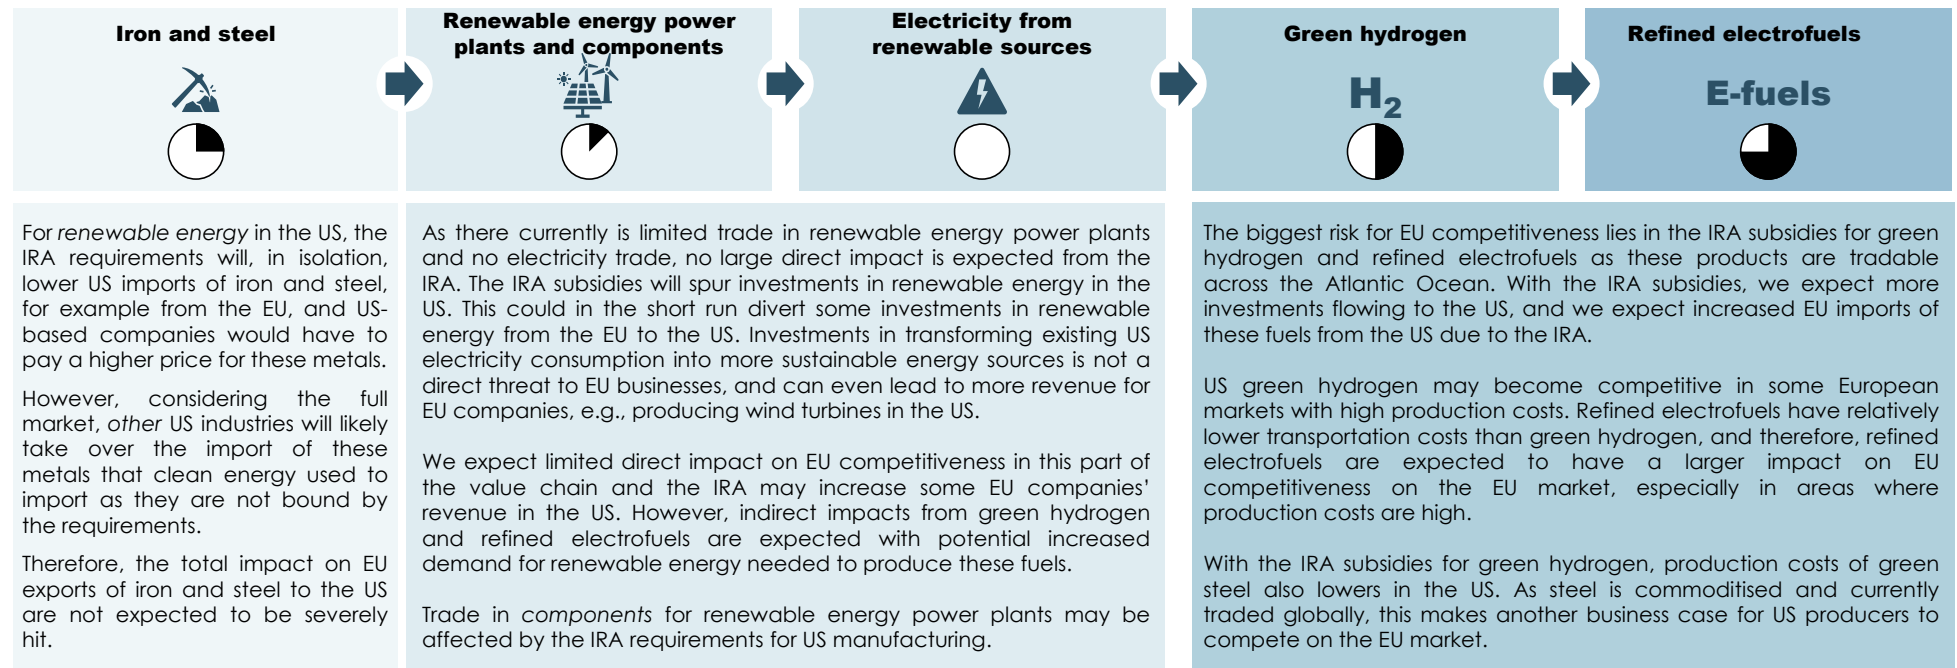 Iron and steel
Renewable energy power
plants and components
Electricity from
renewable sources
Green hydrogen
Refined electrofuels
H2
E-fuels
For renewable energy in the US, the
IRA requirements will, in isolation,
lower US imports of iron and steel,
for example from the EU, and US-
based companies would have to
pay a higher price for these metals.
However, considering the full
market, other US industries will likely
take over the import of these
metals that clean energy used to
import as they are not bound by
the requirements.
Therefore, the total impact on EU
exports of iron and steel to the US
are not expected to be severely
hit.
As there currently is limited trade in renewable energy power plants
and no electricity trade, no large direct impact is expected from the
IRA. The IRA subsidies will spur investments in renewable energy in the
US. This could in the short run divert some investments in renewable
energy from the EU to the US. Investments in transforming existing US
electricity consumption into more sustainable energy sources is not a
direct threat to EU businesses, and can even lead to more revenue for
EU companies, e.g., producing wind turbines in the US.
We expect limited direct impact on EU competitiveness in this part of
the value chain and the IRA may increase some EU companies'
revenue in the US. However, indirect impacts from green hydrogen
and refined electrofuels are expected with potential increased
demand for renewable energy needed to produce these fuels.
Trade in components for renewable energy power plants may be
affected by the IRA requirements for US manufacturing.
The biggest risk for EU competitiveness lies in the IRA subsidies for green
hydrogen and refined electrofuels as these products are tradable
across the Atlantic Ocean. With the IRA subsidies, we expect more
investments flowing to the US, and we expect increased EU imports of
these fuels from the US due to the IRA.
US green hydrogen may become competitive in some European
markets with high production costs. Refined electrofuels have relatively
lower transportation costs than green hydrogen, and therefore, refined
electrofuels are expected to have a larger impact on EU
competitiveness on the EU market, especially in areas where
production costs are high.
With the IRA subsidies for green hydrogen, production costs of green
steel also lowers in the US. As steel is commoditised and currently
traded globally, this makes another business case for US producers to
compete on the EU market.